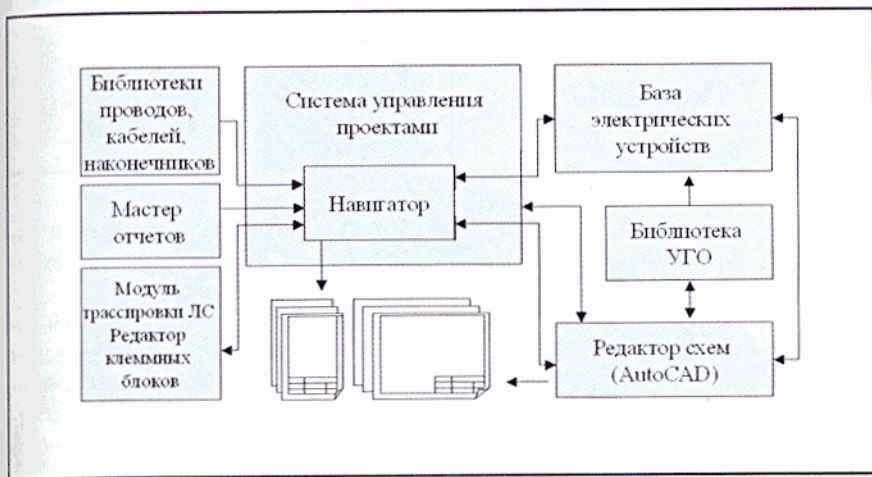 Библиотеки
проводов,
кабелей,
наконечников
Мастер
отчетов
Модуль
трассировки ЛС
Редактор
клеммных
блоков
Система управления
проектами
Навигатор
База
электрических
устройств
Библиотека
УГО
Редактор схем
(AutoCAD)